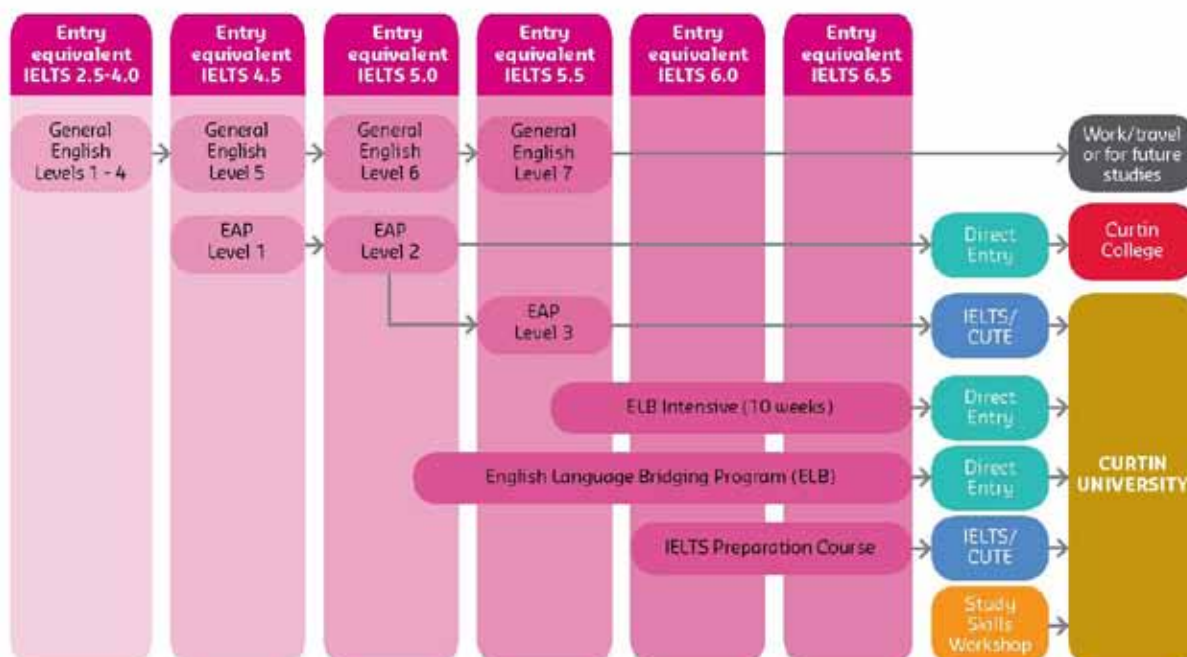 Entry
equivalent
IELTS 2.5-4.0
Entry
equivalent
IELTS 4.5
Entry
equivalent
IELTS 5.0
Entry
equivalent
IELTS 5.5
Entry
equivalent
IELTS 6.0
Entry
equivalent
IELTS 6.5
General
English
Levels 1 - 4
General
English
Level 5
General
English
Level 6
General
English
Level 7
Work/travel
or for future
studies
EAP
Level 1
EAP
Level 2
Direct
Entry
Curtin
College
EAP
Level 3
IELTS/
CUTE
ELB Intensive (10 weeks)
Direct
Entry
English Language Bridging Program (ELB)
Direct
Entry
CURTIN
UNIVERSITY
IELTS Preparation Course
IELTS/
CUTE
Study
Skills
Workshop